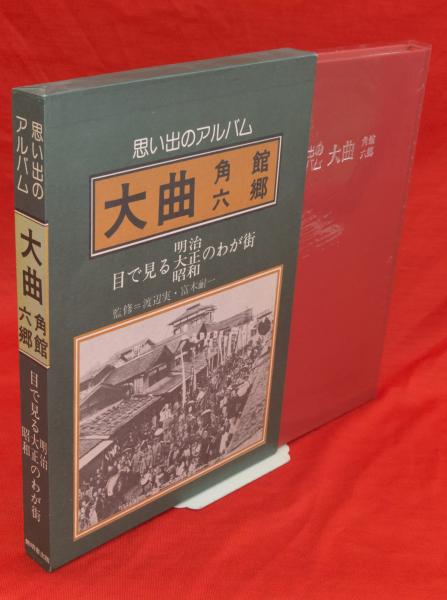 思い出のアルバム
大曲 角館
六郷
目で見る明治
大正
昭和のわが街
監修=渡辺実・富木耐一
思い出の
アルバム
大曲 角館
六郷
目で見る明治
大正
昭和のわが街
大曲 角館
六郷